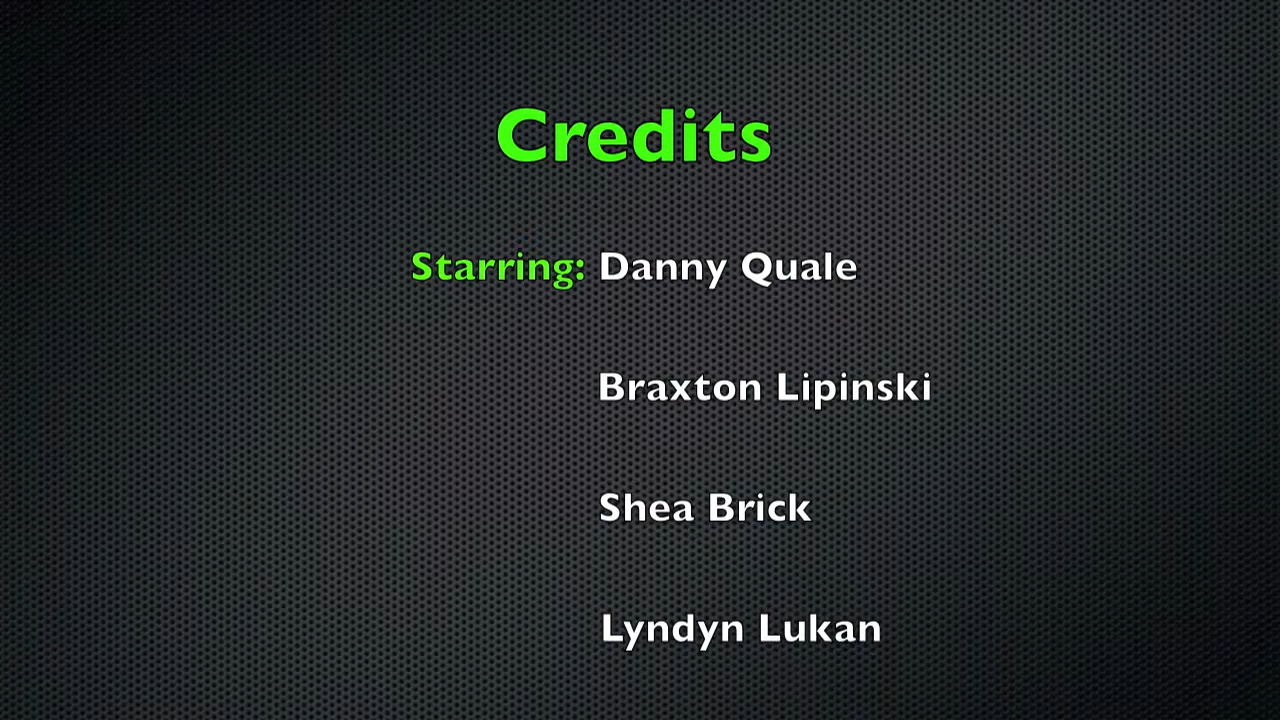 Credits
Starring: Danny Quale
Braxton Lipinski
Shea Brick
Lyndyn Lukan